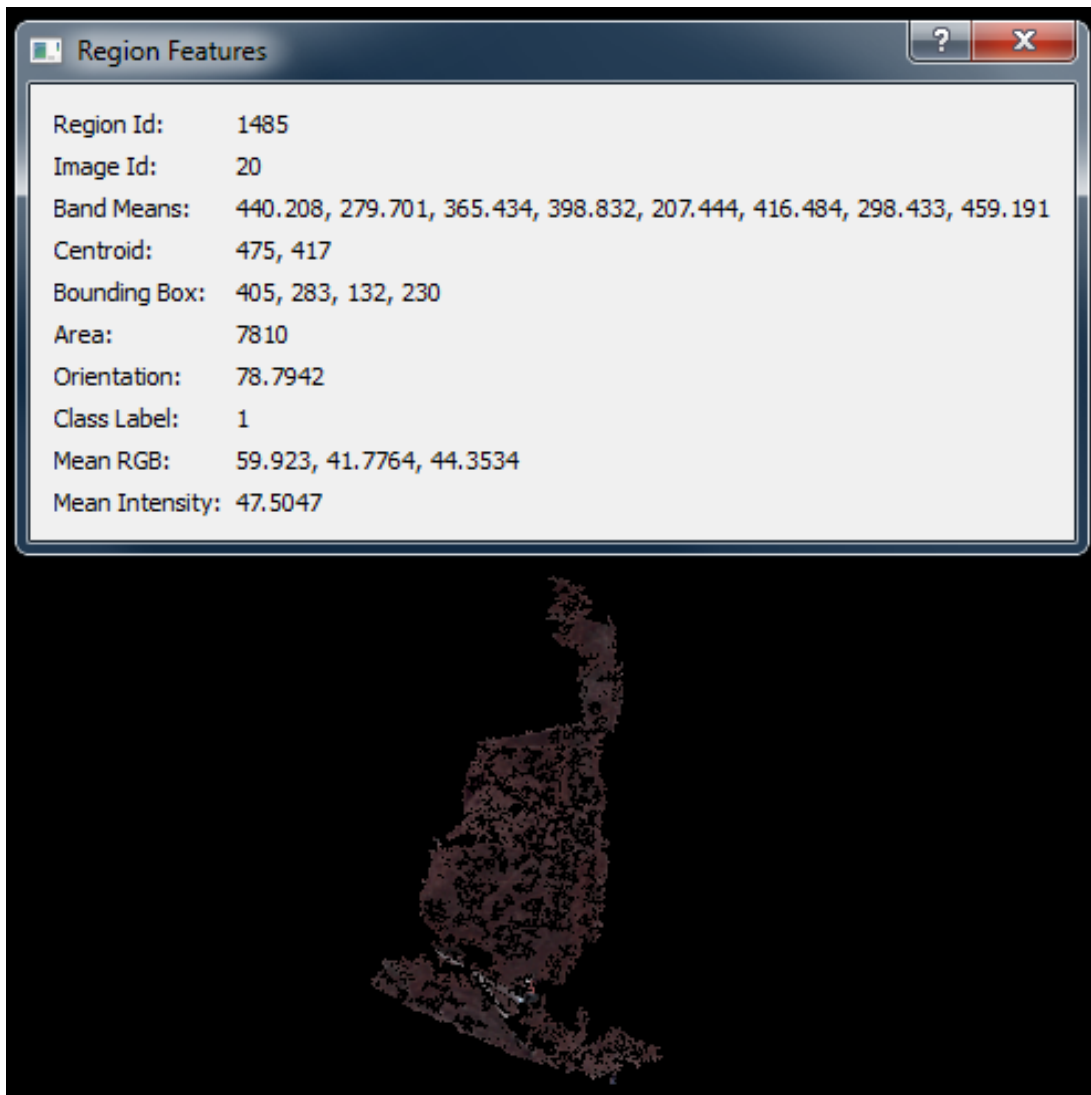 Region Features
Region Id: 1485
Image Id: 20
Band Means: 440.208, 279.701, 365.434, 398.832, 207.444, 416.484, 298.433, 459.191
Centroid: 475, 417
Bounding Box: 405, 283, 132, 230
Area: 7810
Orientation: 78.7942
Class Label: 1
Mean RGB: 59.923, 41.7764, 44.3534
Mean Intensity: 47.5047